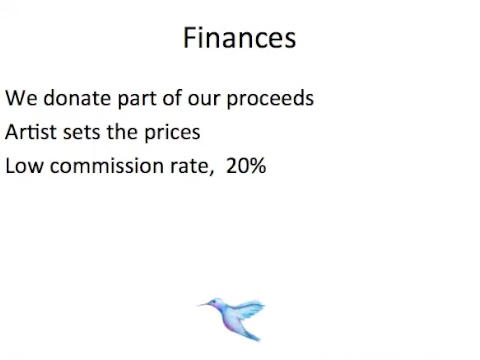 Finances
We donate part of our proceeds
Artist sets the prices
Low commission rate,  20%